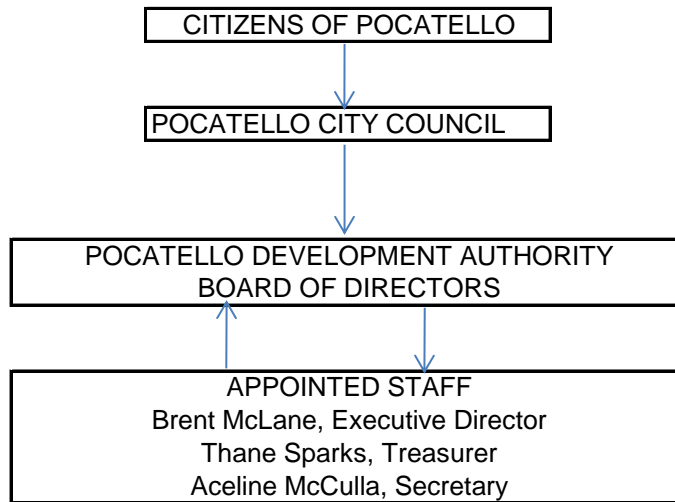 CITIZENS OF POCATELLO
POCATELLO CITY COUNCIL
POCATELLO DEVELOPMENT AUTHORITY
BOARD OF DIRECTORS
APPOINTED STAFF
Brent McLane, Executive Director
Thane Sparks, Treasurer
Aceline McCulla, Secretary